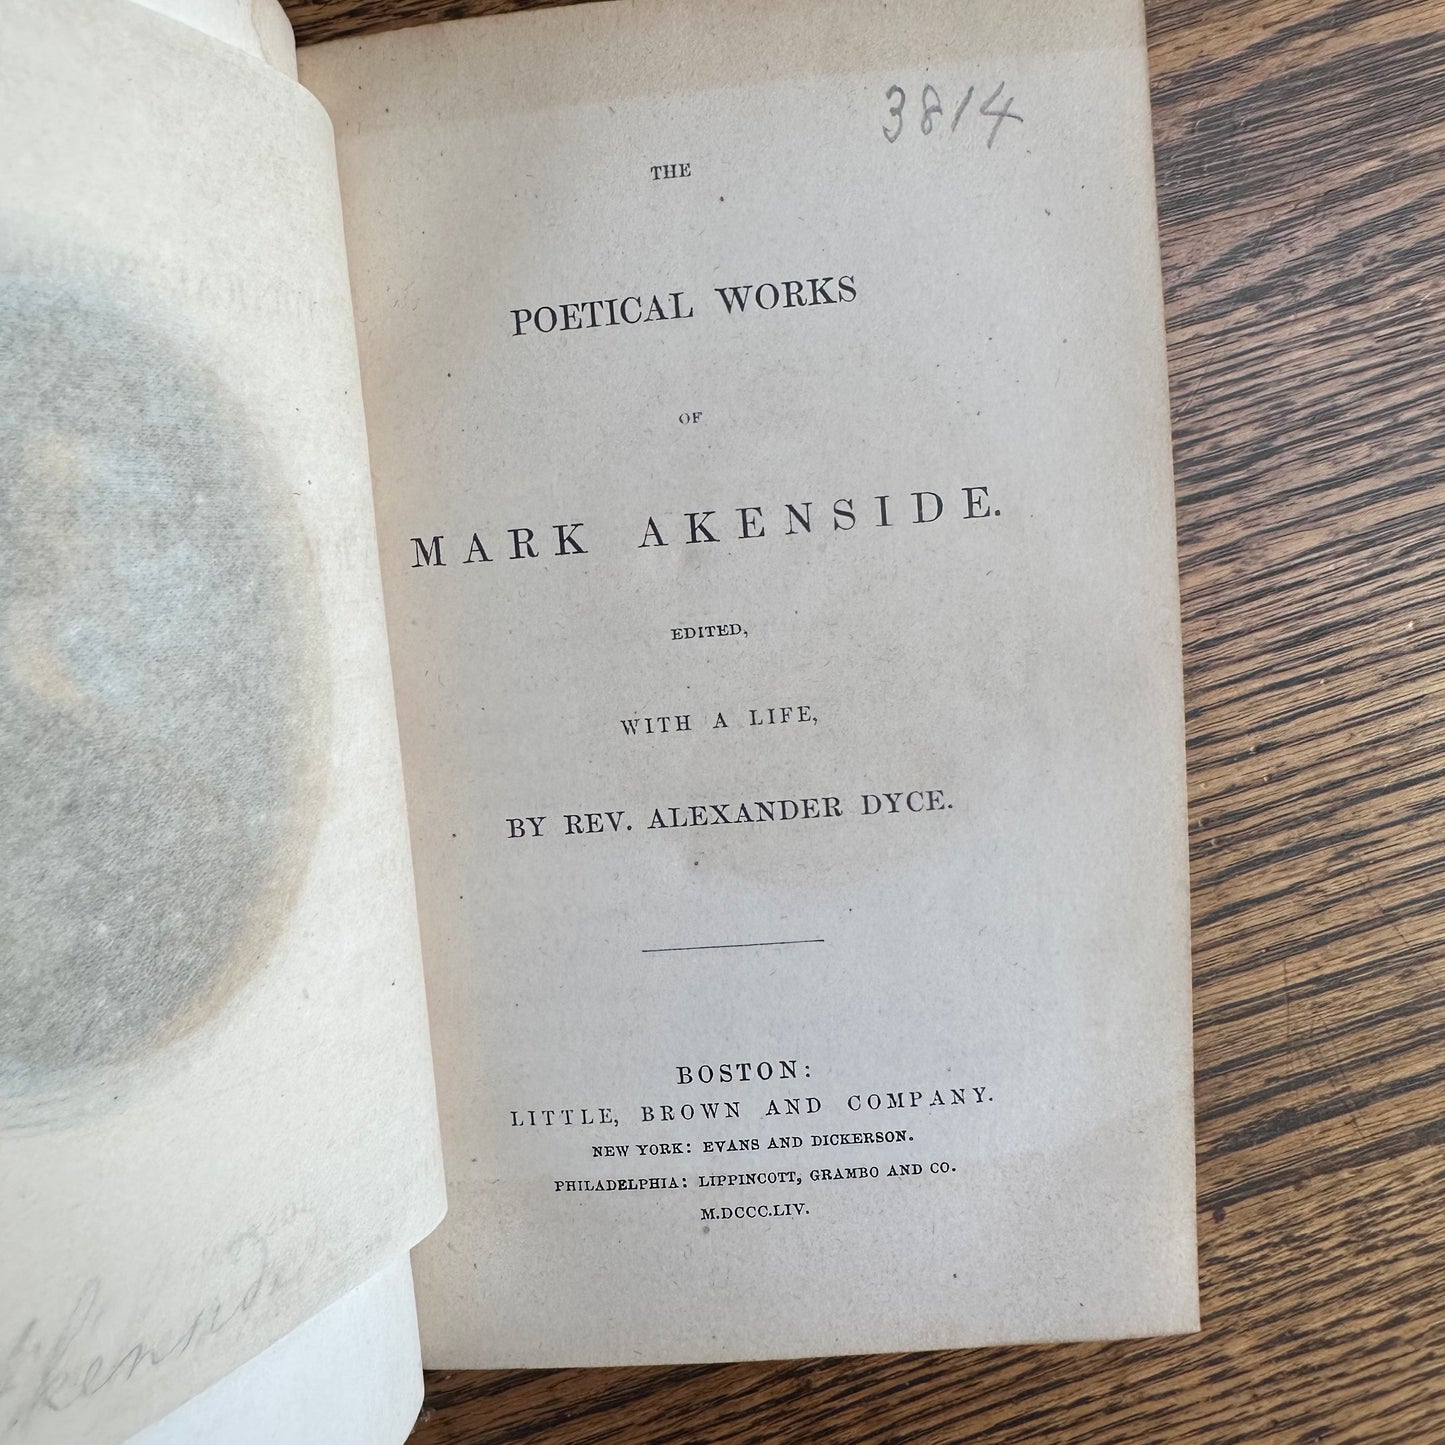 3814
THE
POETICAL WORKS
OF
MARK AKENSIDE.
EDITED,
WITH A LIFE,
BY REV. ALEXANDER DYCE.
BOSTON:
LITTLE, BROWN AND COMPANY.
NEW YORK: EVANS AND DICKERSON.
PHILADELPHIA: LIPPINCOTT, GRAMBO AND CO.
M.DCCC.LIV.